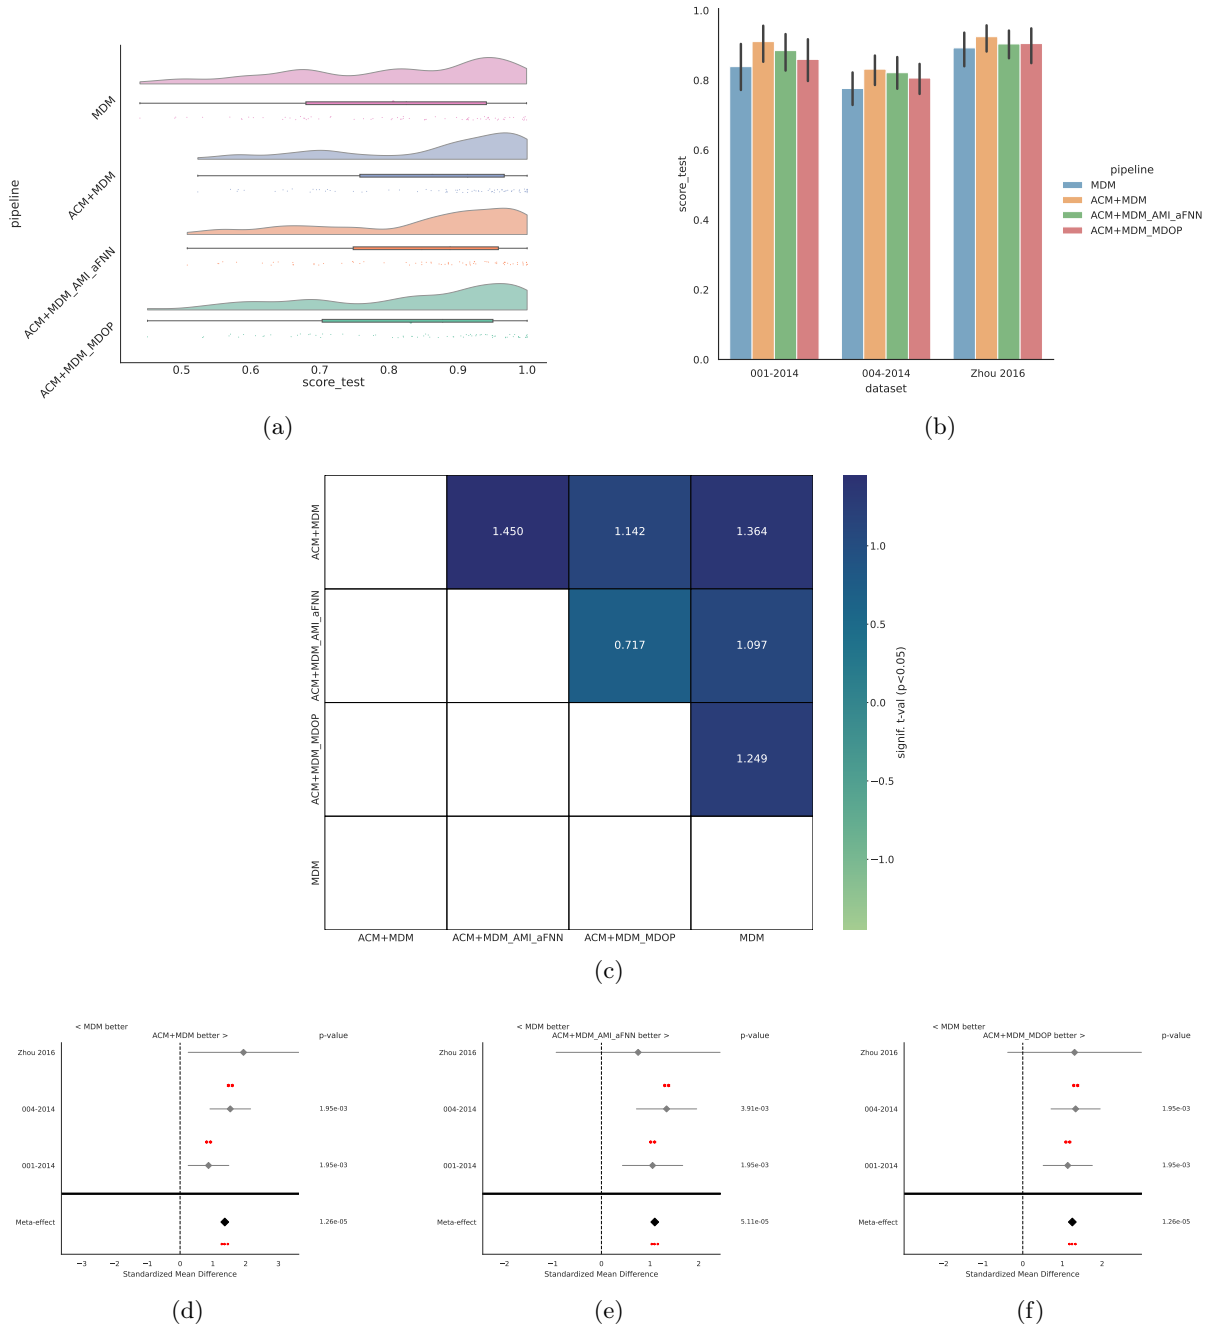 pipeline
MDM
ACM+MDM
ACM+MDM_AMI_aFNN
ACM+MDM_MDOP
0.5 0.6 0.7 0.8 0.9 1.0
score_test
(a)
score_test
1.0
0.8
0.6
0.4
0.2
0.0
001-2014 004-2014 Zhou 2016
dataset
pipeline
MDM
ACM+MDM
ACM+MDM_AMI_aFNN
ACM+MDM_MDOP
(b)
ACM+MDM
1.450 1.142 1.364
ACM+MDM_AMI_aFNN
0.717 1.097
ACM+MDM_MDOP
1.249
MDM
ACM+MDM ACM+MDM_AMI_aFNN ACM+MDM_MDOP MDM
1.0
0.5
0.0
−0.5
−1.0
signif. t-val (p<0.05)
(c)
< MDM better
ACM+MDM better >
p-value
Zhou 2016
004-2014 1.95e-03
001-2014 1.95e-03
Meta-effect 1.26e-05
−3 −2 −1 0 1 2 3
Standardized Mean Difference
(d)
< MDM better
ACM+MDM_AMI_aFNN better >
p-value
Zhou 2016
004-2014 3.91e-03
001-2014 1.95e-03
Meta-effect 5.11e-05
−2 −1 0 1 2
Standardized Mean Difference
(e)
< MDM better
ACM+MDM_MDOP better >
p-value
Zhou 2016
004-2014 1.95e-03
001-2014 1.95e-03
Meta-effect 1.26e-05
−2 −1 0 1 2
Standardized Mean Difference
(f)